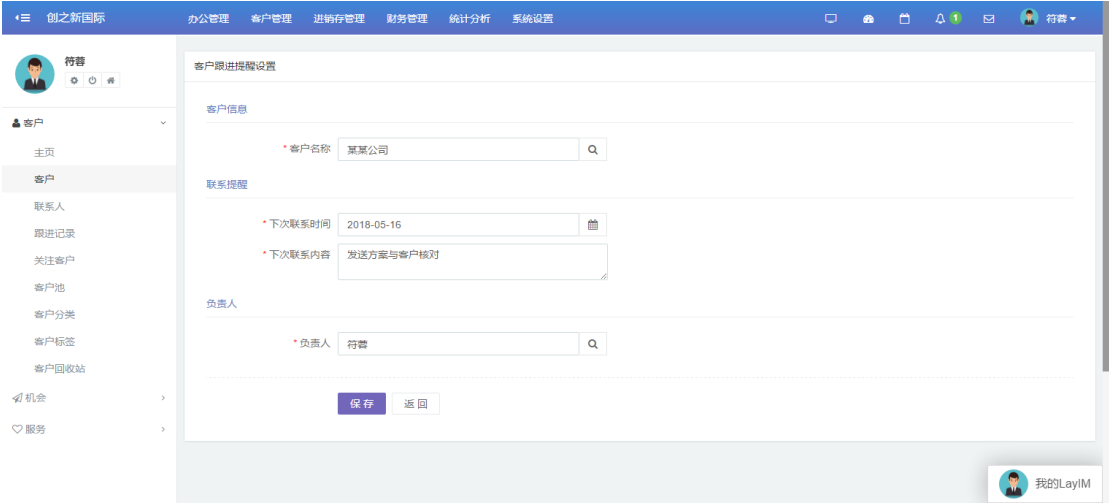 创之新国际 办公管理 客户管理 进销存管理 财务管理 统计分析 系统设置 1 符蓉
符蓉
客户
主页
客户
联系人
跟进记录
关注客户
客户池
客户分类
客户标签
客户回收站
机会
服务
客户跟进提醒设置
客户信息
* 客户名称 某某公司
联系提醒
* 下次联系时间 2018-05-16
* 下次联系内容 发送方案与客户核对
负责人
* 负责人 符蓉
保存 返回
我的LayIM